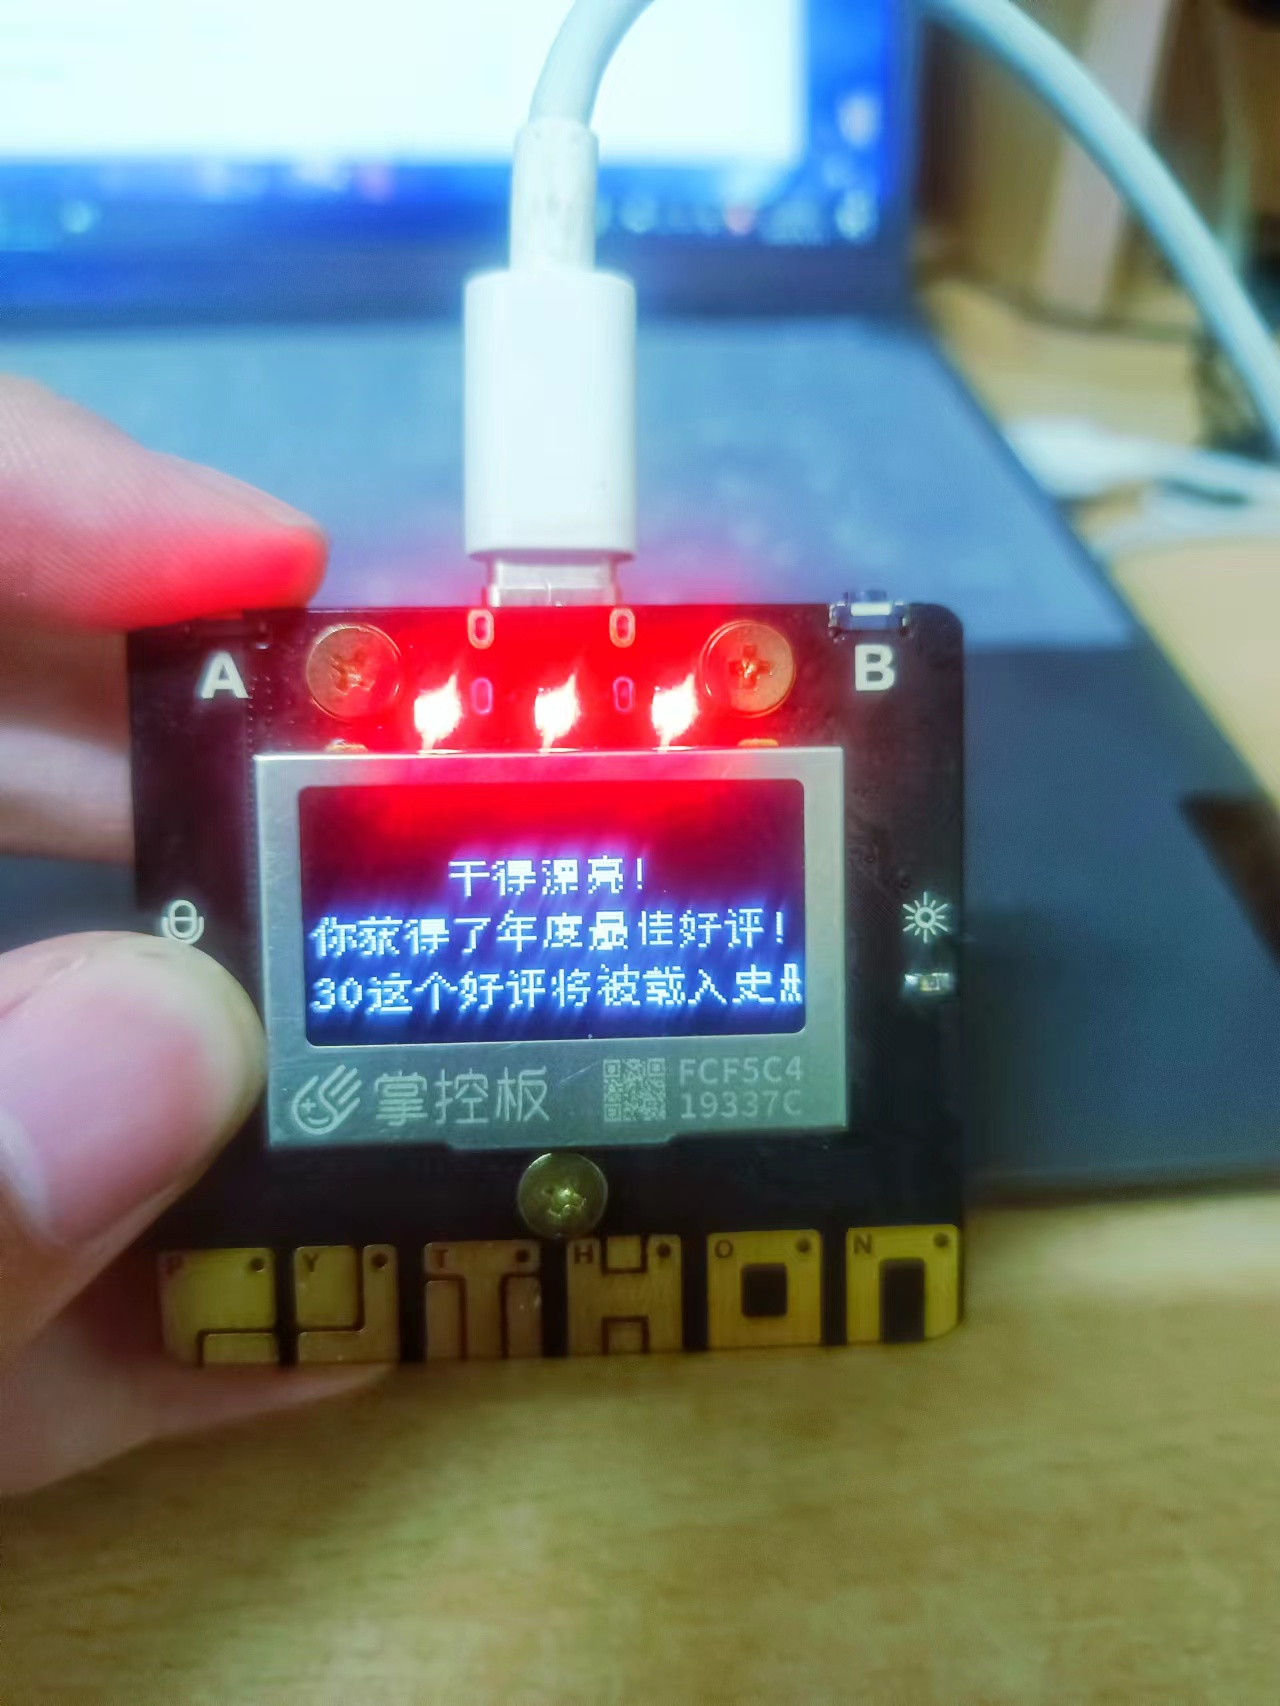 A
B
干得漂亮!
你获得了年度最佳好评!
30这个好评将被载入史
掌控板
FCF5C4
19337C
P Y T H O N